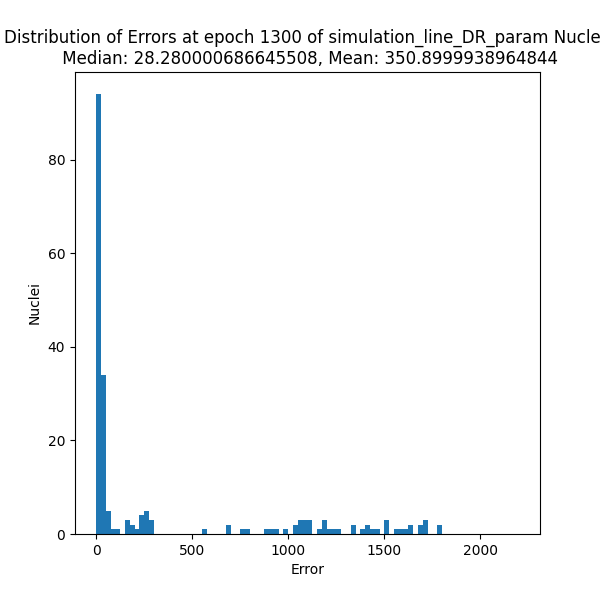 Distribution of Errors at epoch 1300 of simulation_line_DR_param Nucle
Median: 28.280000686645508, Mean: 350.8999938964844
80
60
40
20
0
Nuclei
0 500 1000 1500 2000
Error